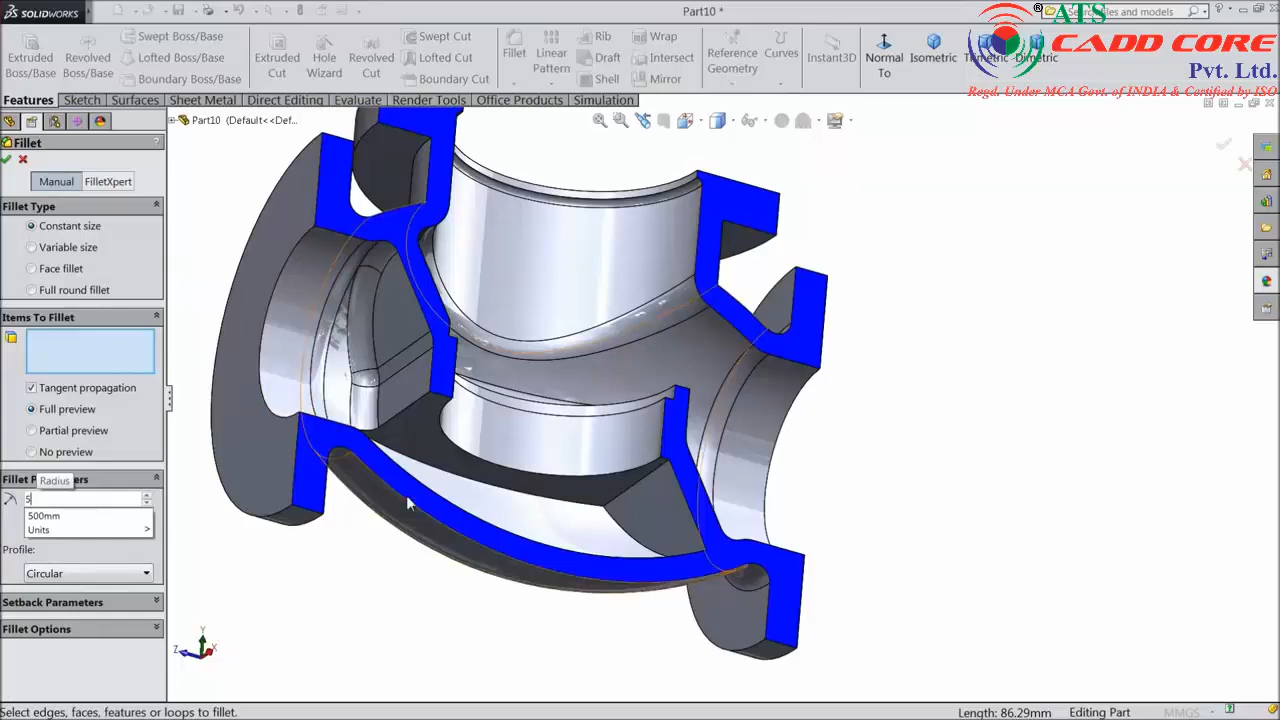 SOLIDWORKS
Part10 *
Search files and models
®
ATS
CADD CORE
Pvt. Ltd.
Regd. Under MCA Govt. of INDIA & Certified by ISO
Extruded Boss/Base
Revolved Boss/Base
Swept Boss/Base
Lofted Boss/Base
Boundary Boss/Base
Extruded Cut
Hole Wizard
Revolved Cut
Swept Cut
Lofted Cut
Boundary Cut
Fillet
Linear Pattern
Rib
Draft
Shell
Wrap
Intersect
Mirror
Reference Geometry
Curves
Instant3D
Normal To
Isometric
Trimetric
Dimetric
Features
Sketch
Surfaces
Sheet Metal
Direct Editing
Evaluate
Render Tools
Office Products
Simulation
Part10 (Default<<Def...
Fillet
?
Manual
FilletXpert
Fillet Type
Constant size
Variable size
Face fillet
Full round fillet
Items To Fillet
Tangent propagation
Full preview
Partial preview
No preview
Radius
5
500mm
Units >
Profile:
Circular
Setback Parameters
Fillet Options
Y
Z
X
Select edges, faces, features or loops to fillet.
Length: 86.29mm
Editing Part
MMGS